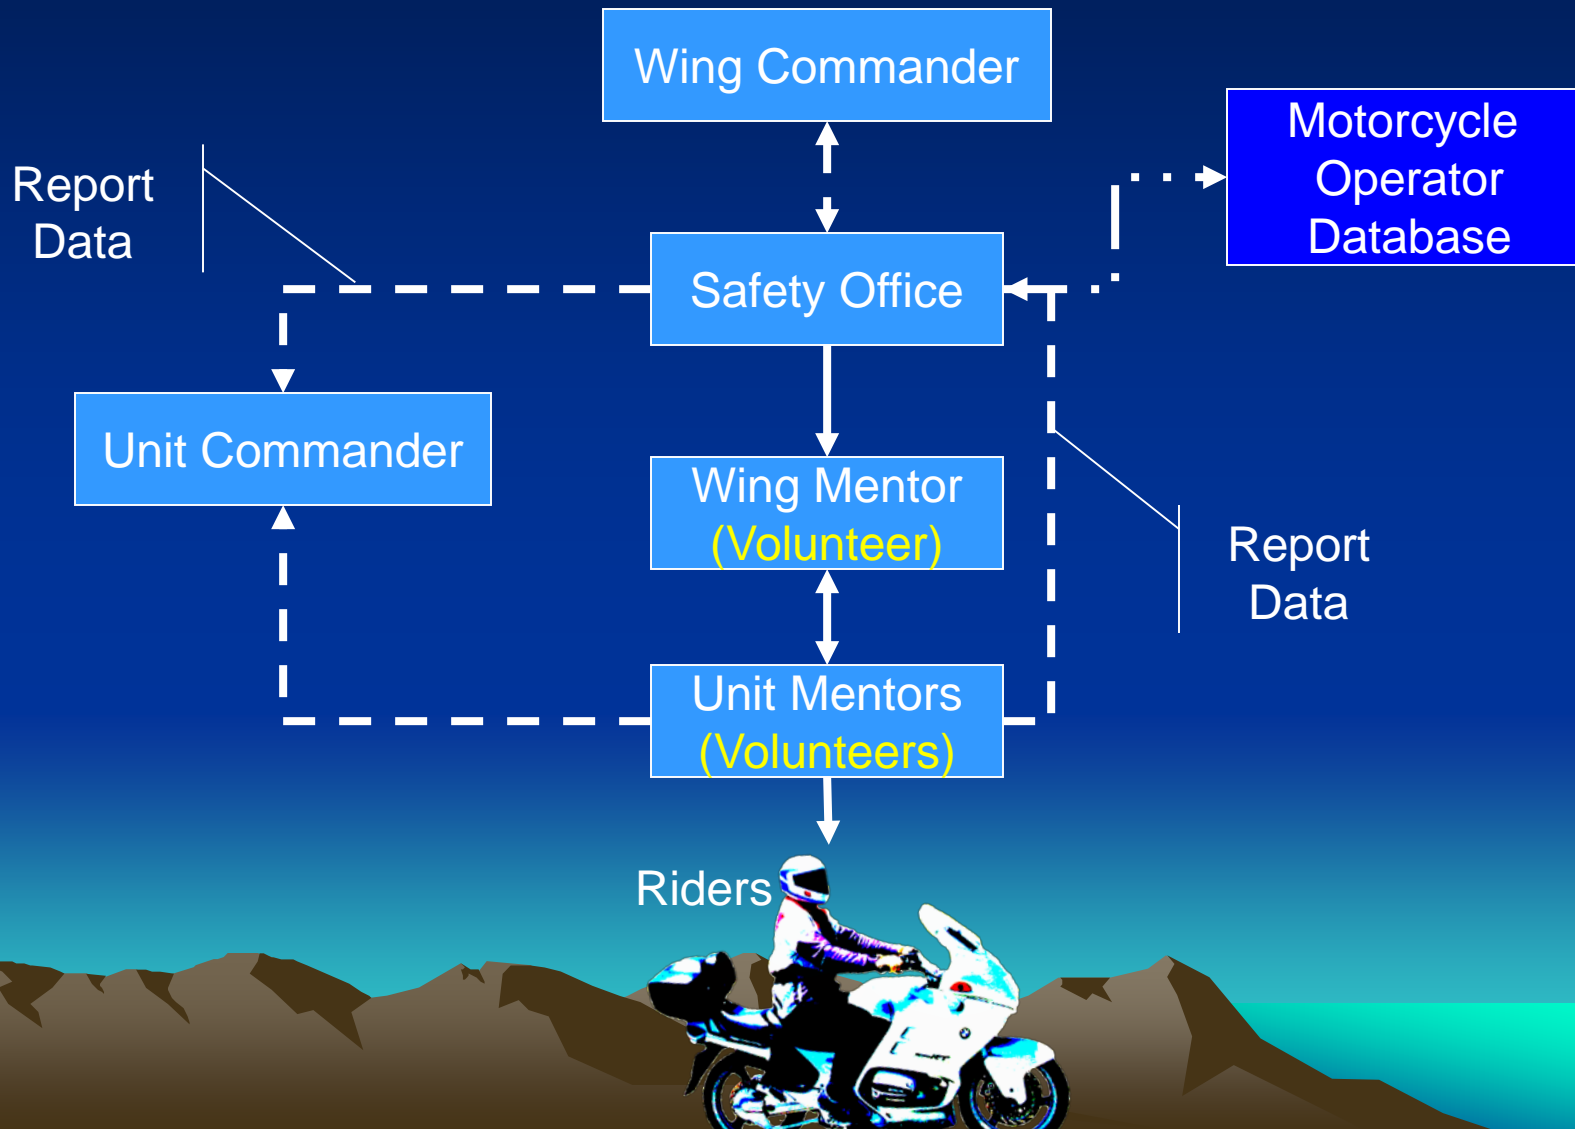 Wing Commander
Motorcycle
Operator
Database
Report
Data
Safety Office
Unit Commander
Wing Mentor
(Volunteer)
Report
Data
Unit Mentors
(Volunteers)
Riders